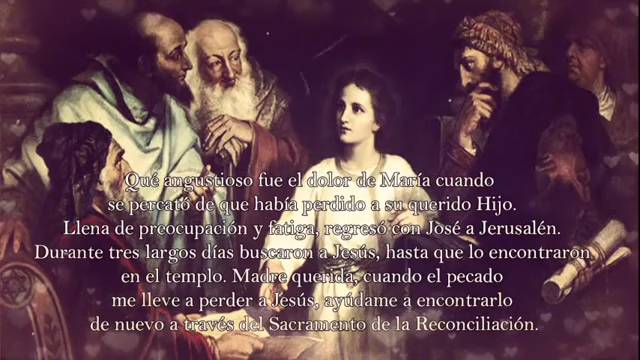 Qué angustioso fue el dolor de María cuando
se percató de que había perdido a su querido Hijo.
Llena de preocupación y fatiga, regresó con José a Jerusalén.
Durante tres largos días buscaron a Jesús, hasta que lo encontraron
en el templo. Madre querida, cuando el pecado
me lleve a perder a Jesús, ayúdame a encontrarlo
de nuevo a través del Sacramento de la Reconciliación.